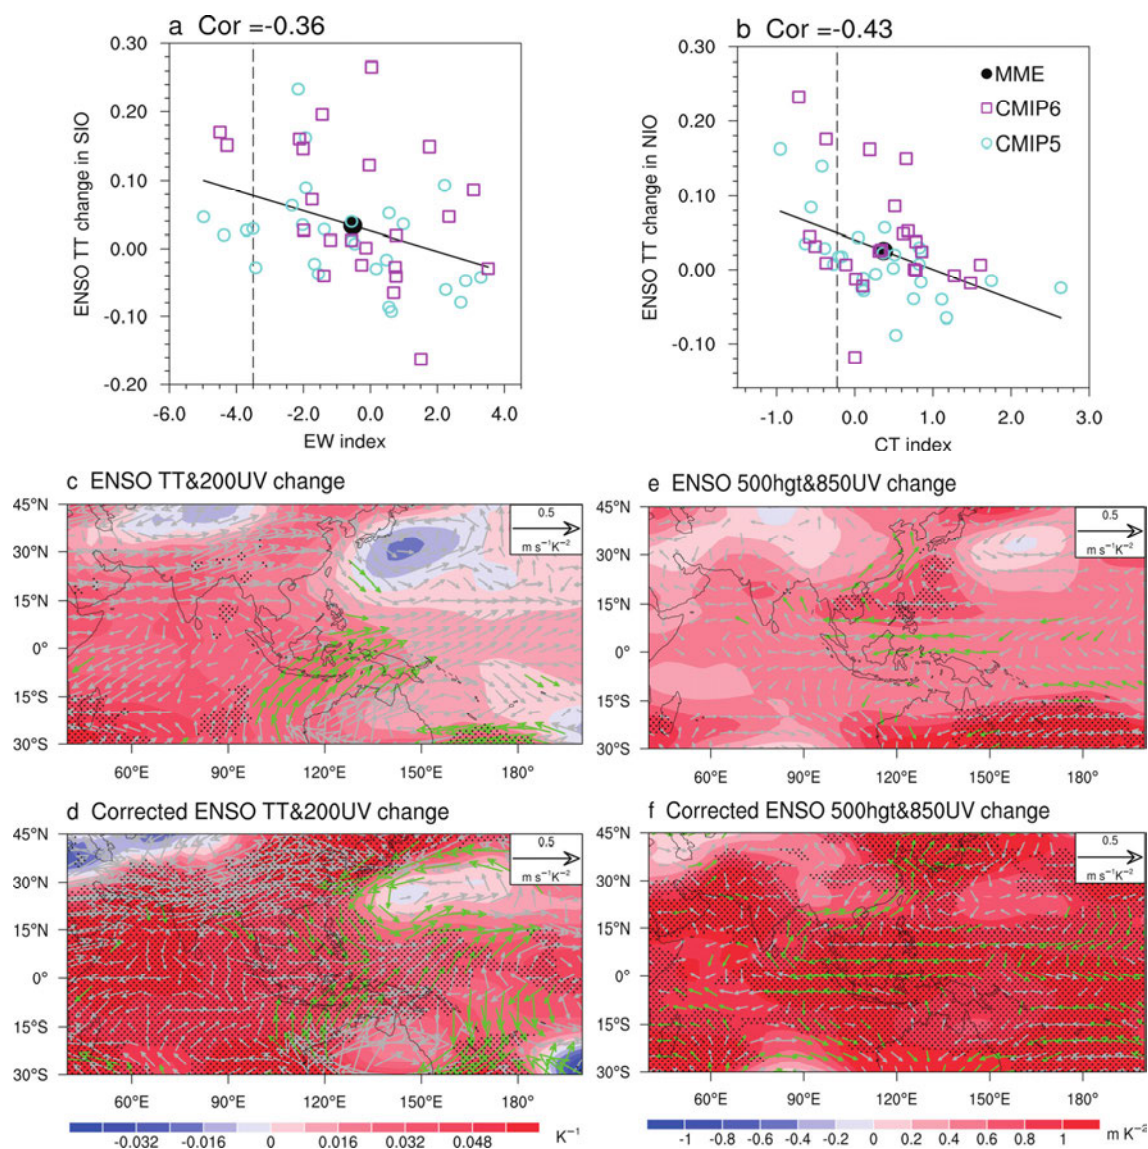 a Cor =-0.36
b Cor =-0.43
0.30
0.20
0.10
0.00
-0.10
-0.20
ENSO TT change in SIO
-6.0 -4.0 -2.0 0.0 2.0 4.0
EW index
0.30
0.20
0.10
0.00
-0.10
ENSO TT change in NIO
MME
CMIP6
CMIP5
-1.0 0.0 1.0 2.0 3.0
CT index
c ENSO TT&200UV change
45°N
30°N
15°N
0°
15°S
30°S
0.5
m s⁻¹K⁻²
60°E 90°E 120°E 150°E 180°
e ENSO 500hgt&850UV change
45°N
30°N
15°N
0°
15°S
30°S
0.5
m s⁻¹K⁻²
60°E 90°E 120°E 150°E 180°
d Corrected ENSO TT&200UV change
45°N
30°N
15°N
0°
15°S
30°S
0.5
m s⁻¹K⁻²
60°E 90°E 120°E 150°E 180°
f Corrected ENSO 500hgt&850UV change
45°N
30°N
15°N
0°
15°S
30°S
0.5
m s⁻¹K⁻²
60°E 90°E 120°E 150°E 180°
-0.032 -0.016 0 0.016 0.032 0.048 K⁻¹
-1 -0.8 -0.6 -0.4 -0.2 0 0.2 0.4 0.6 0.8 1 m K⁻²